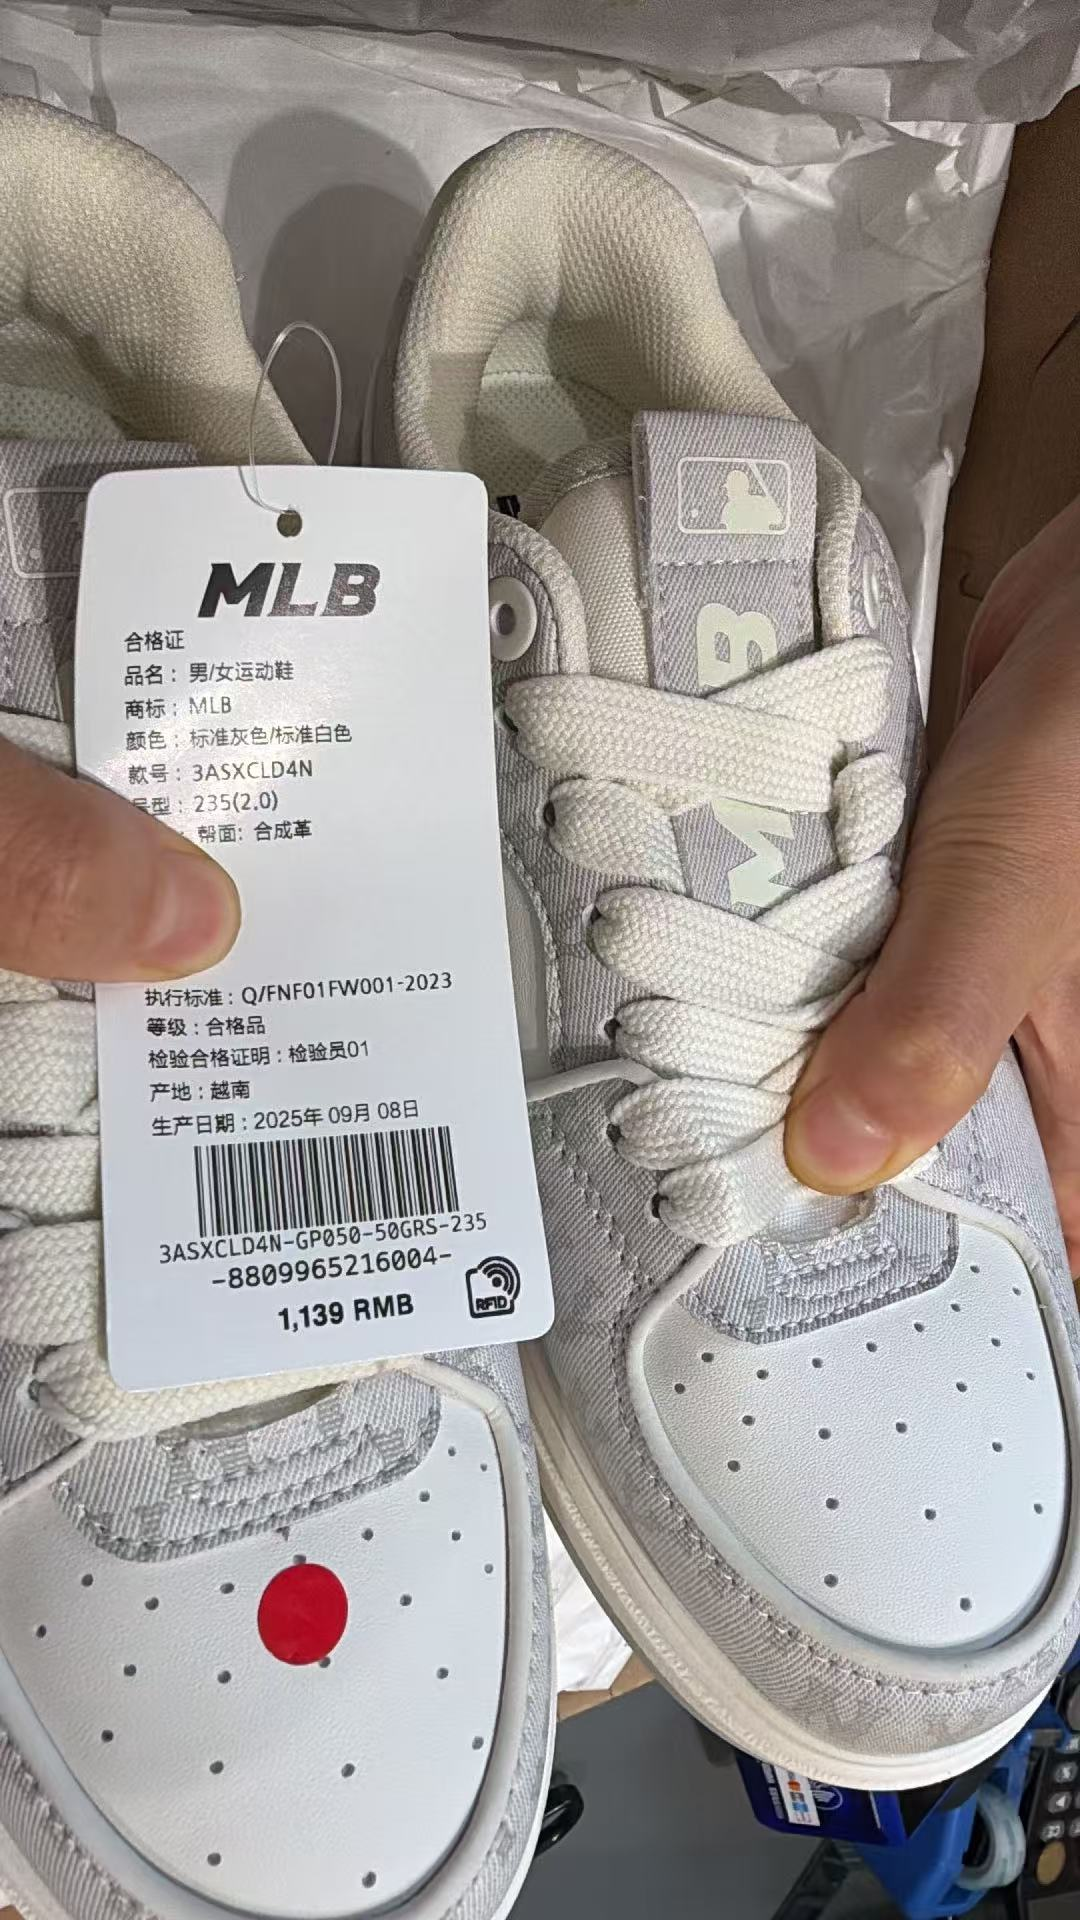 MLB
合格证
品名：男/女运动鞋
商标：MLB
颜色：标准灰色/标准白色
款号：3ASXCLD4N
号型：235(2.0)
帮面：合成革
执行标准：Q/FNF01FW001-2023
等级：合格品
检验合格证明：检验员01
产地：越南
生产日期：2025年 09月 08日
3ASXCLD4N-GP050-50GRS-235
-8809965216004-
1,139 RMB
RFID
MLB